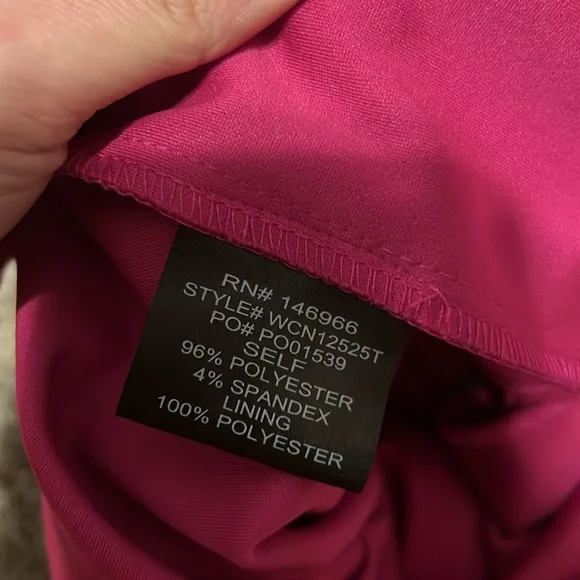 RN# 146966
STYLE# WCN12525T
PO# PO01539
SELF
96% POLYESTER
4% SPANDEX
LINING
100% POLYESTER